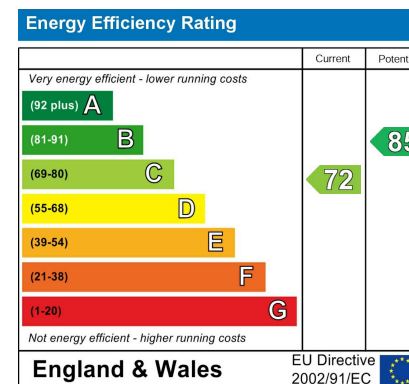 Energy Efficiency Rating
Current Potent
Very energy efficient - lower running costs
(92 plus) A
(81-91) B
85
(69-80) C
72
(55-68) D
(39-54) E
(21-38) F
(1-20) G
Not energy efficient - higher running costs
England & Wales
EU Directive
2002/91/EC